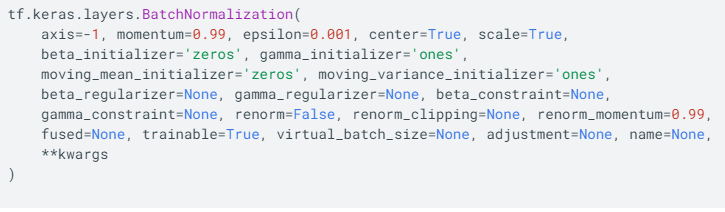 tf.keras.layers.BatchNormalization(
    axis=-1, momentum=0.99, epsilon=0.001, center=True, scale=True,
    beta_initializer='zeros', gamma_initializer='ones',
    moving_mean_initializer='zeros', moving_variance_initializer='ones',
    beta_regularizer=None, gamma_regularizer=None, beta_constraint=None,
    gamma_constraint=None, renorm=False, renorm_clipping=None, renorm_momentum=0.99,
    fused=None, trainable=True, virtual_batch_size=None, adjustment=None, name=None,
    **kwargs
)